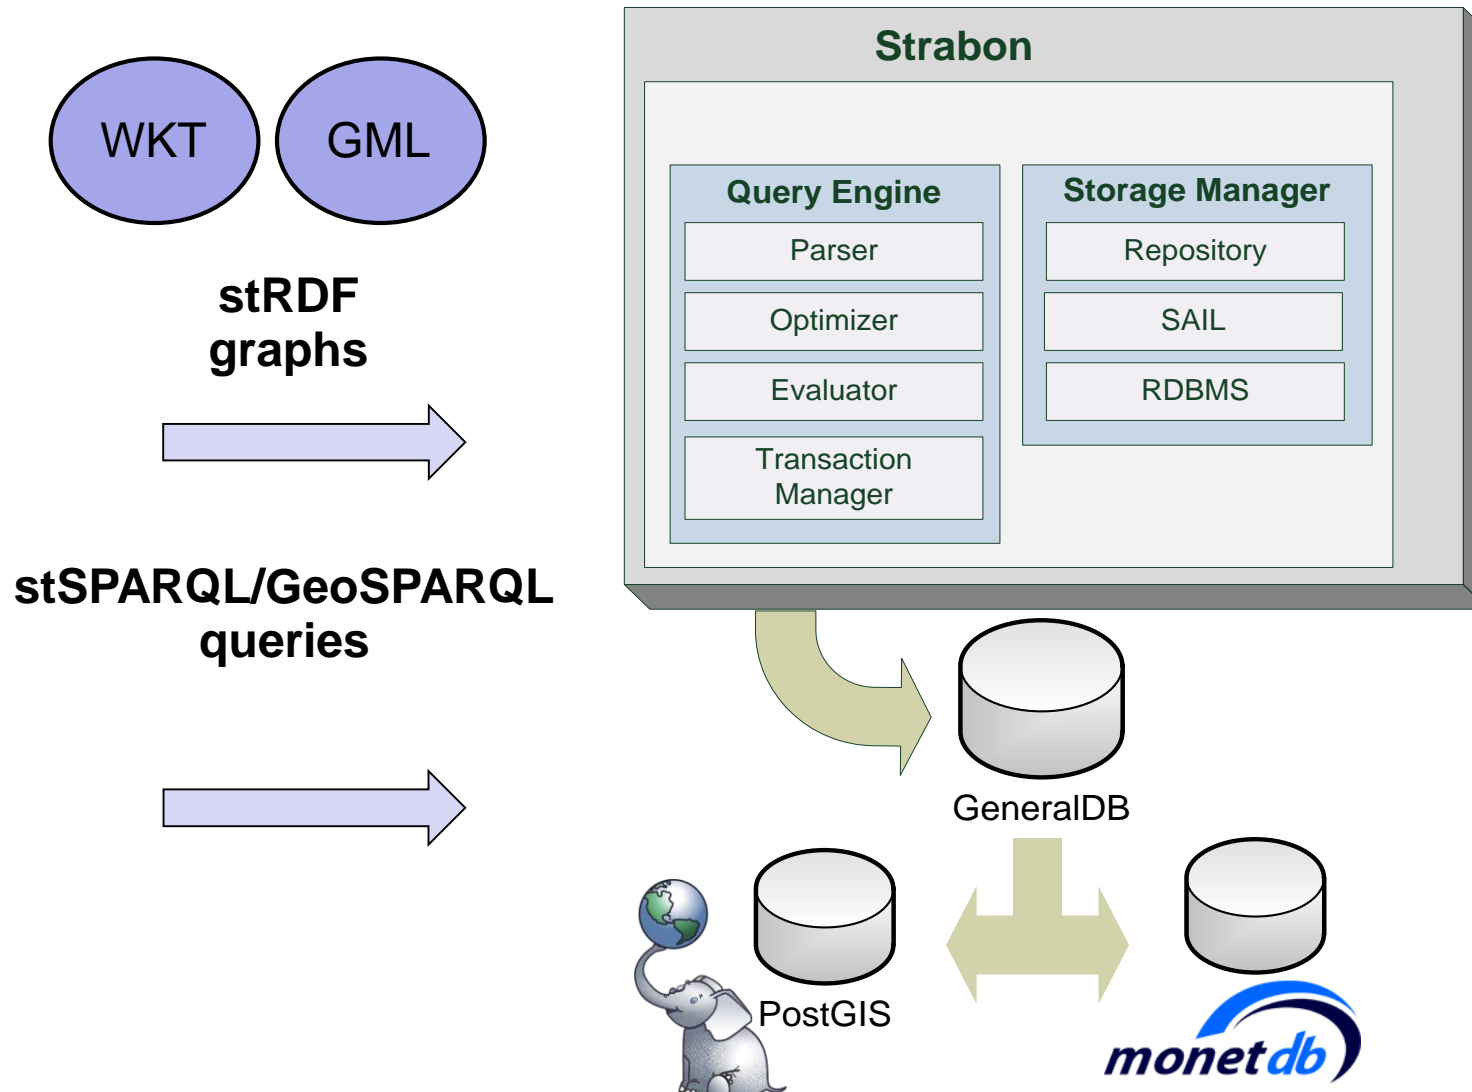 WKT
GML
stRDF
graphs
stSPARQL/GeoSPARQL
queries
Strabon
Query Engine
Parser
Optimizer
Evaluator
Transaction
Manager
Storage Manager
Repository
SAIL
RDBMS
GeneralDB
PostGIS
monetdb